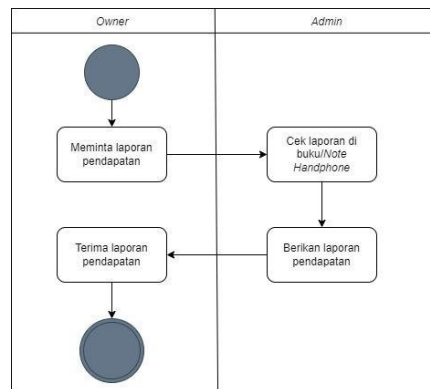 Owner
Admin
Meminta laporan
pendapatan
Cek laporan di
buku/Note
Handphone
Terima laporan
pendapatan
Berikan laporan
pendapatan